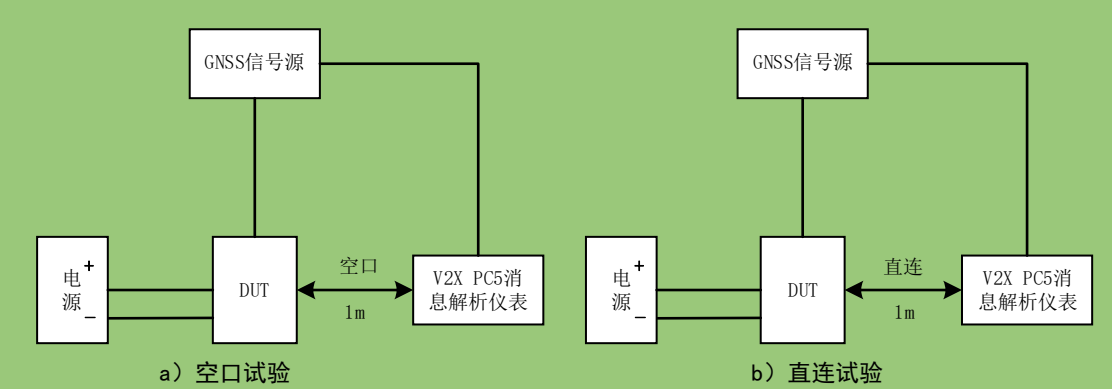 GNSS信号源
电
源
+
−
DUT
空口
1m
V2X PC5消
息解析仪表
a）空口试验
GNSS信号源
电
源
+
−
DUT
直连
1m
V2X PC5消
息解析仪表
b）直连试验